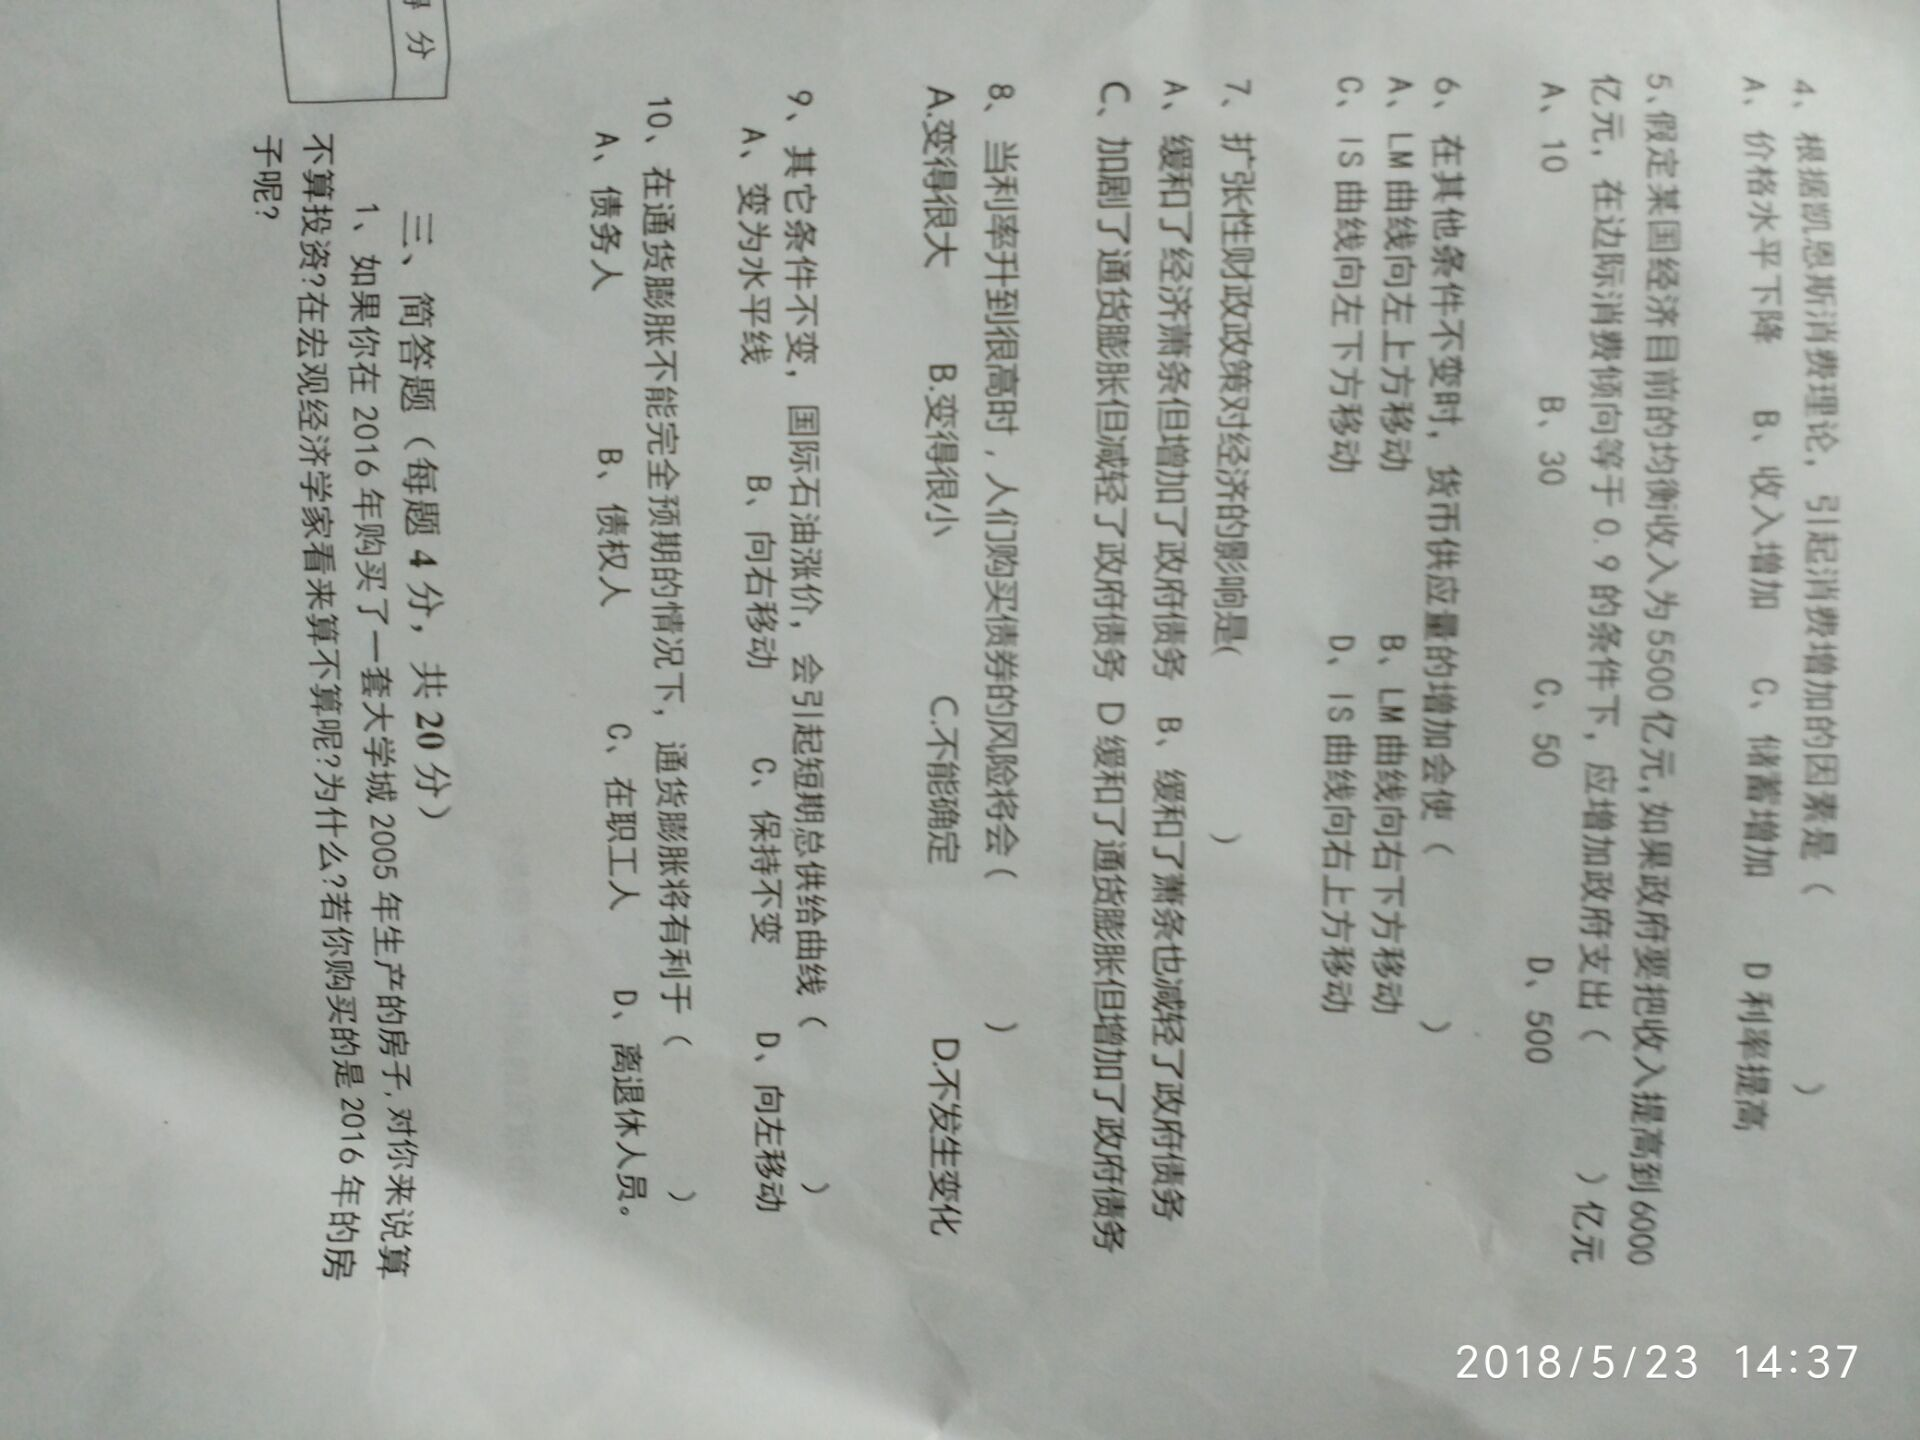 4、根据凯恩斯消费理论，引起消费增加的因素是（ ）
A、价格水平下降 B、收入增加 C、储蓄增加 D 利率提高
5、假定某国经济目前的均衡收入为 5500 亿元,如果政府要把收入提高到 6000
亿元，在边际消费倾向等于 0.9 的条件下，应增加政府支出（ ）亿元
A、10 B、30 C、50 D、500
6、在其他条件不变时，货币供应量的增加会使（ ）
A、LM 曲线向左上方移动 B、LM 曲线向右下方移动
C、IS 曲线向左下方移动 D、IS 曲线向右上方移动
7、扩张性财政政策对经济的影响是( )
A、缓和了经济萧条但增加了政府债务 B、缓和了萧条也减轻了政府债务
C、加剧了通货膨胀但减轻了政府债务 D 缓和了通货膨胀但增加了政府债务
8、当利率升到很高时，人们购买债券的风险将会（ ）
A.变得很大 B.变得很小 C.不能确定 D.不发生变化
9、其它条件不变，国际石油涨价，会引起短期总供给曲线（ ）
A、变为水平线 B、向右移动 C、保持不变 D、向左移动
10、在通货膨胀不能完全预期的情况下，通货膨胀将有利于（ ）
A、债务人 B、债权人 C、在职工人 D、离退休人员。
分
三、简答题（每题 4 分，共 20 分）
1、如果你在 2016 年购买了一套大学城 2005 年生产的房子,对你来说算
不算投资?在宏观经济学家看来算不算呢?为什么?若你购买的是 2016 年的房
子呢?
2018/5/23 14:37